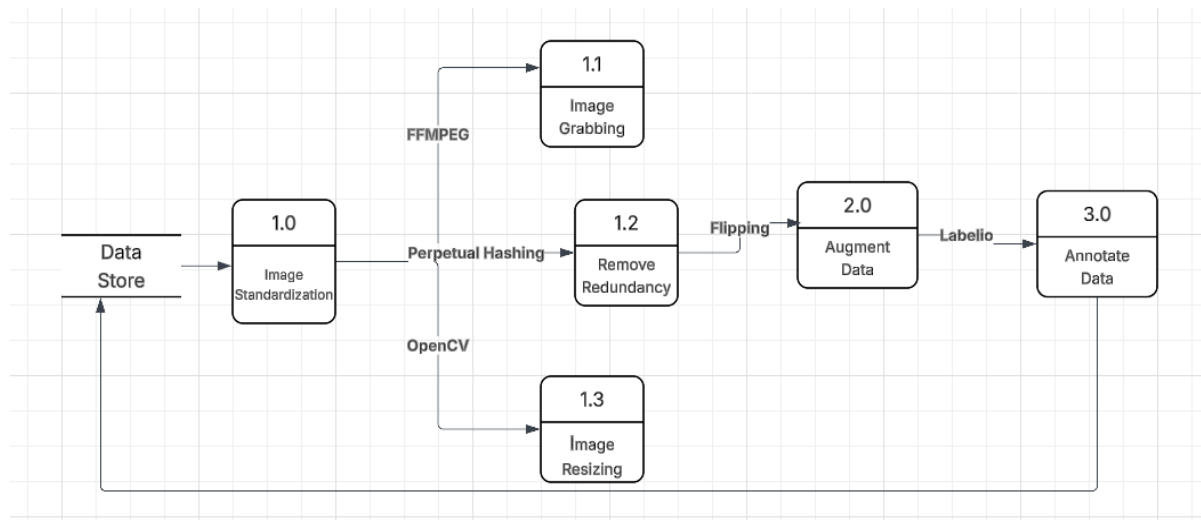 1.1
Image
Grabbing
FFMPEG
Data
Store
1.0
Image
Standardization
Perpetual Hashing
1.2
Remove
Redundancy
Flipping
2.0
Augment
Data
Labelio
3.0
Annotate
Data
OpenCV
1.3
Image
Resizing